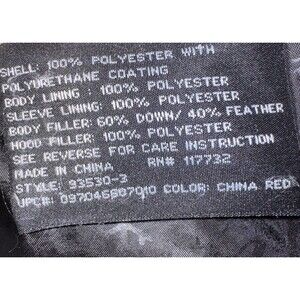 SHELL: 100% POLYESTER WITH
POLYURETHANE COATING
BODY LINING : 100% POLYESTER
SLEEVE LINING: 100% POLYESTER
BODY FILLER: 60% DOWN/ 40% FEATHER
HOOD FILLER: 100% POLYESTER
SEE REVERSE FOR CARE INSTRUCTION
MADE IN CHINA RN# 117732
STYLE: 93530-3
UPC#: COLOR: CHINA RED